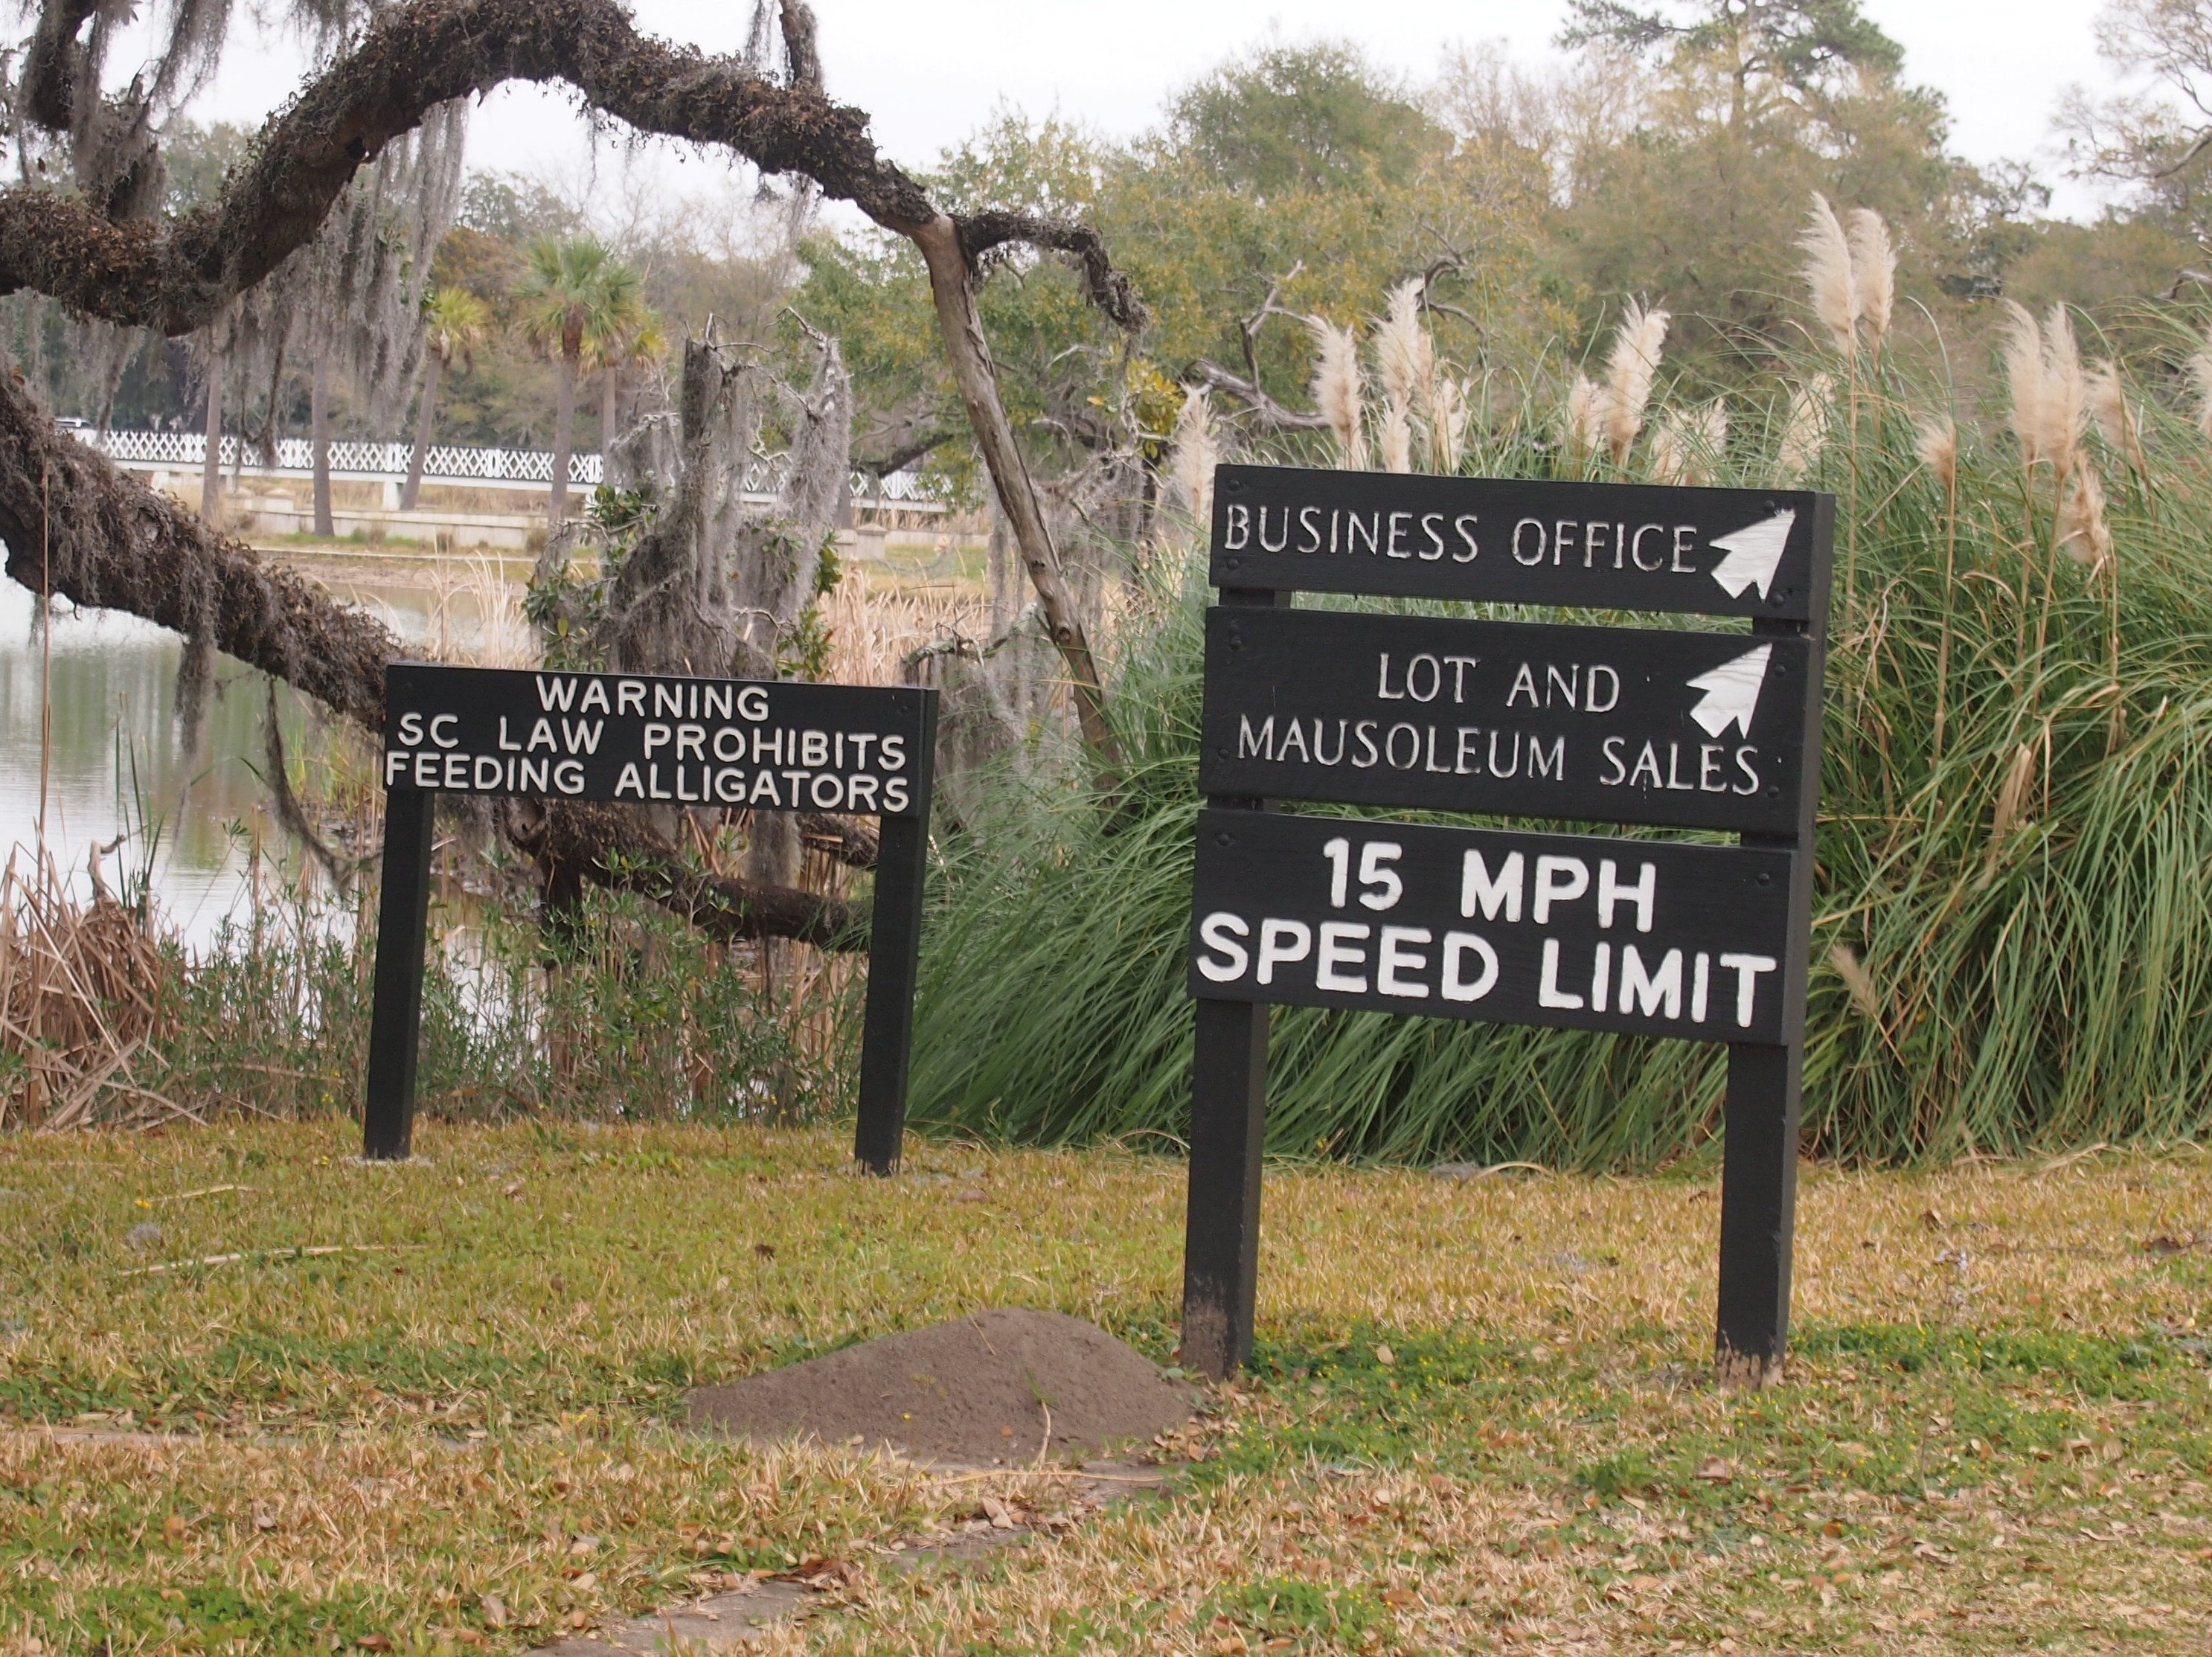 WARNING
SC LAW PROHIBITS
FEEDING ALLIGATORS
BUSINESS OFFICE
LOT AND
MAUSOLEUM SALES
15 MPH
SPEED LIMIT